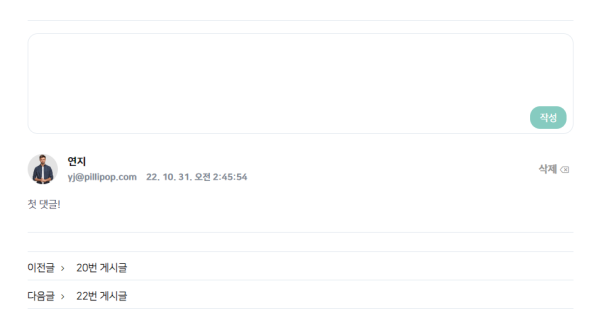 작성
연지
yj@pillipop.com 22. 10. 31. 오전 2:45:54
삭제
첫 댓글!
이전글 > 20번 게시글
다음글 > 22번 게시글